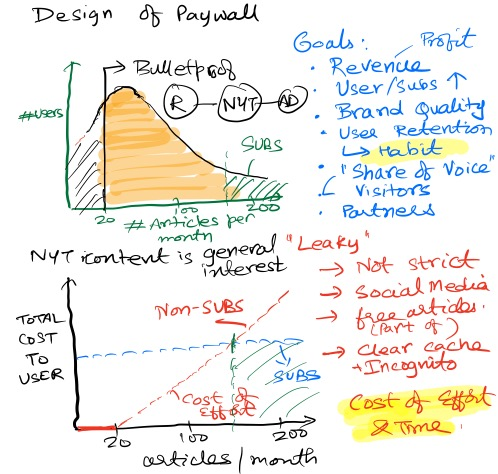 Design of Paywall
Bulletproof
R NYT AD
#users
SUBS
20 100 200
# Articles per
month
Goals: Profit
• Revenue
• User/Subs ↑
• Brand Quality
• User Retention
↳ Habit
• "Share of Voice"
Visitors
• Partners
NYT content is general
interest
"Leaky"
→ Not strict
→ Social Media
→ free articles
(Part of)
→ Clear cache
+ Incognito
Cost of Effort
& Time
TOTAL
COST
TO
USER
NON-SUBS
Cost of
Effort
SUBS
20 100 200
articles/month